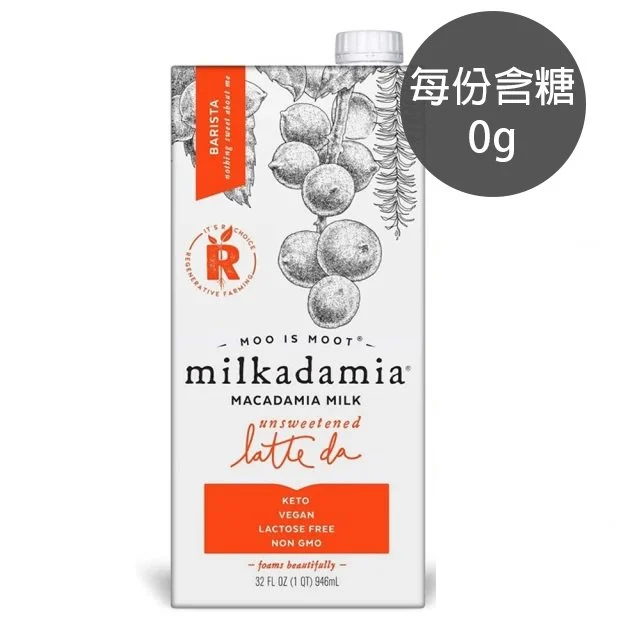 每份含糖
0g
BARISTA
nothing sweet about me
IT'S R CHOICE
R
REGENERATIVE FARMING
MOO IS MOOT®
milkadamia®
MACADAMIA MILK
unsweetened
latte da
KETO
VEGAN
LACTOSE FREE
NON GMO
– foams beautifully –
32 FL OZ (1 QT) 946mL